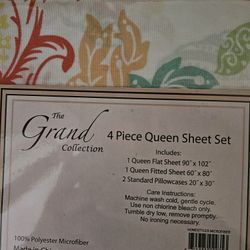 The
Grand
Collection
4 Piece Queen Sheet Set
Includes:
1 Queen Flat Sheet 90" x 102"
1 Queen Fitted Sheet 60" x 80"
2 Standard Pillowcases 20" x 30"
Care Instructions:
Machine wash cold, gentle cycle.
Use non chlorine bleach only.
Tumble dry low, remove promptly.
No ironing necessary.
100% Polyester Microfiber
Made in